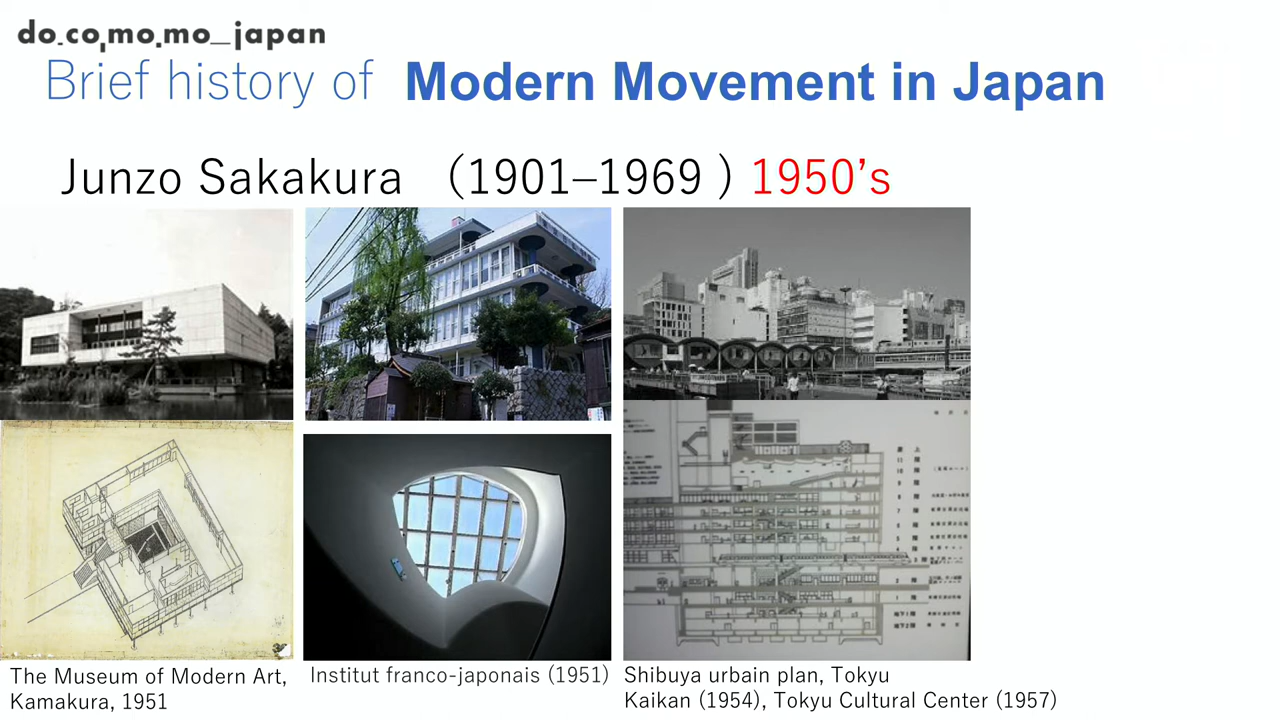 do.co,mo.mo_japan
Brief history of Modern Movement in Japan
Junzo Sakakura (1901–1969 ) 1950’s
The Museum of Modern Art,
Kamakura, 1951
Institut franco-japonais (1951)
Shibuya urbain plan, Tokyu
Kaikan (1954), Tokyu Cultural Center (1957)